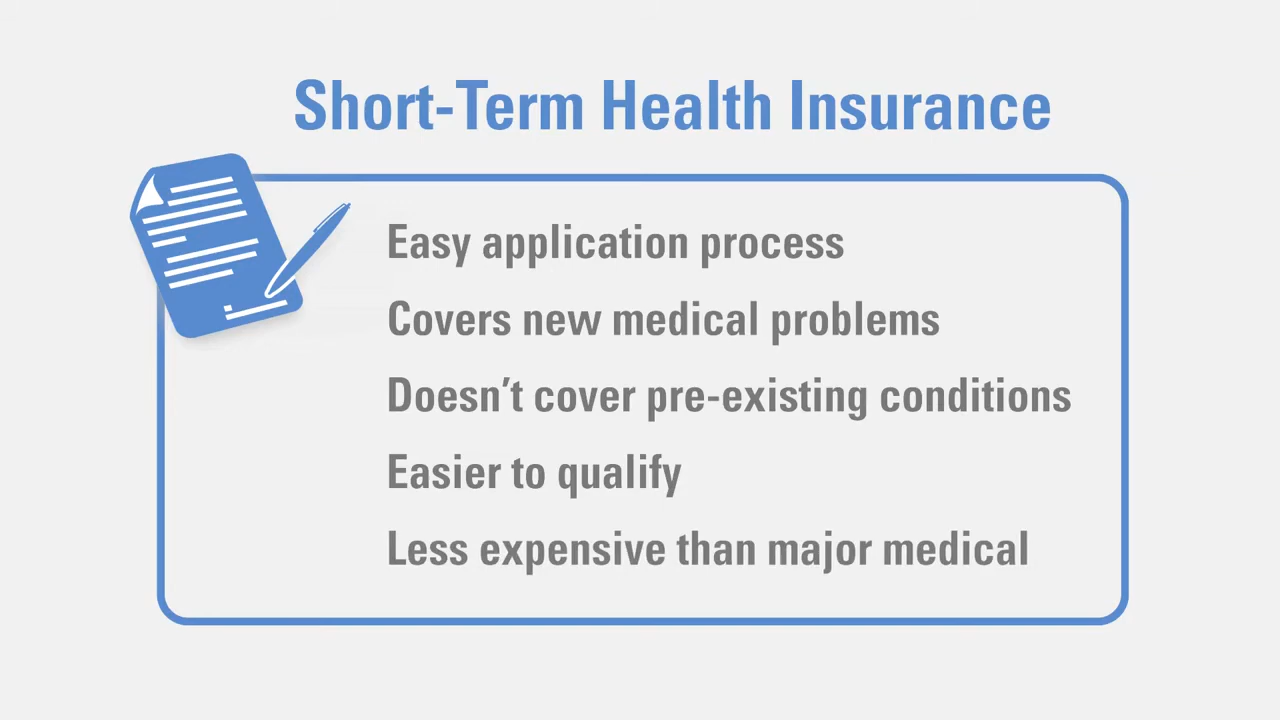 Short-Term Health Insurance
Easy application process
Covers new medical problems
Doesn’t cover pre-existing conditions
Easier to qualify
Less expensive than major medical